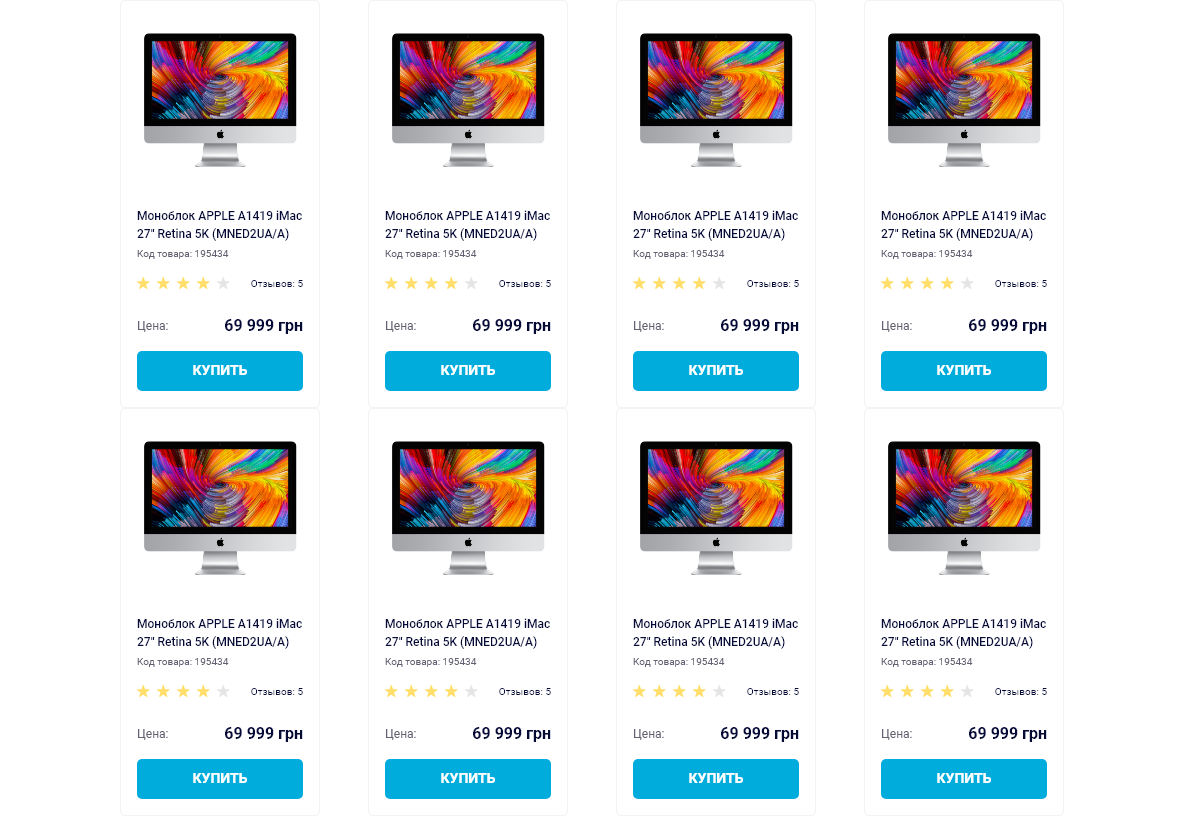 Моноблок APPLE A1419 iMac
27" Retina 5K (MNED2UA/A)
Код товара: 195434
Отзывов: 5
Цена: 69 999 грн
КУПИТЬ
Моноблок APPLE A1419 iMac
27" Retina 5K (MNED2UA/A)
Код товара: 195434
Отзывов: 5
Цена: 69 999 грн
КУПИТЬ
Моноблок APPLE A1419 iMac
27" Retina 5K (MNED2UA/A)
Код товара: 195434
Отзывов: 5
Цена: 69 999 грн
КУПИТЬ
Моноблок APPLE A1419 iMac
27" Retina 5K (MNED2UA/A)
Код товара: 195434
Отзывов: 5
Цена: 69 999 грн
КУПИТЬ
Моноблок APPLE A1419 iMac
27" Retina 5K (MNED2UA/A)
Код товара: 195434
Отзывов: 5
Цена: 69 999 грн
КУПИТЬ
Моноблок APPLE A1419 iMac
27" Retina 5K (MNED2UA/A)
Код товара: 195434
Отзывов: 5
Цена: 69 999 грн
КУПИТЬ
Моноблок APPLE A1419 iMac
27" Retina 5K (MNED2UA/A)
Код товара: 195434
Отзывов: 5
Цена: 69 999 грн
КУПИТЬ
Моноблок APPLE A1419 iMac
27" Retina 5K (MNED2UA/A)
Код товара: 195434
Отзывов: 5
Цена: 69 999 грн
КУПИТЬ